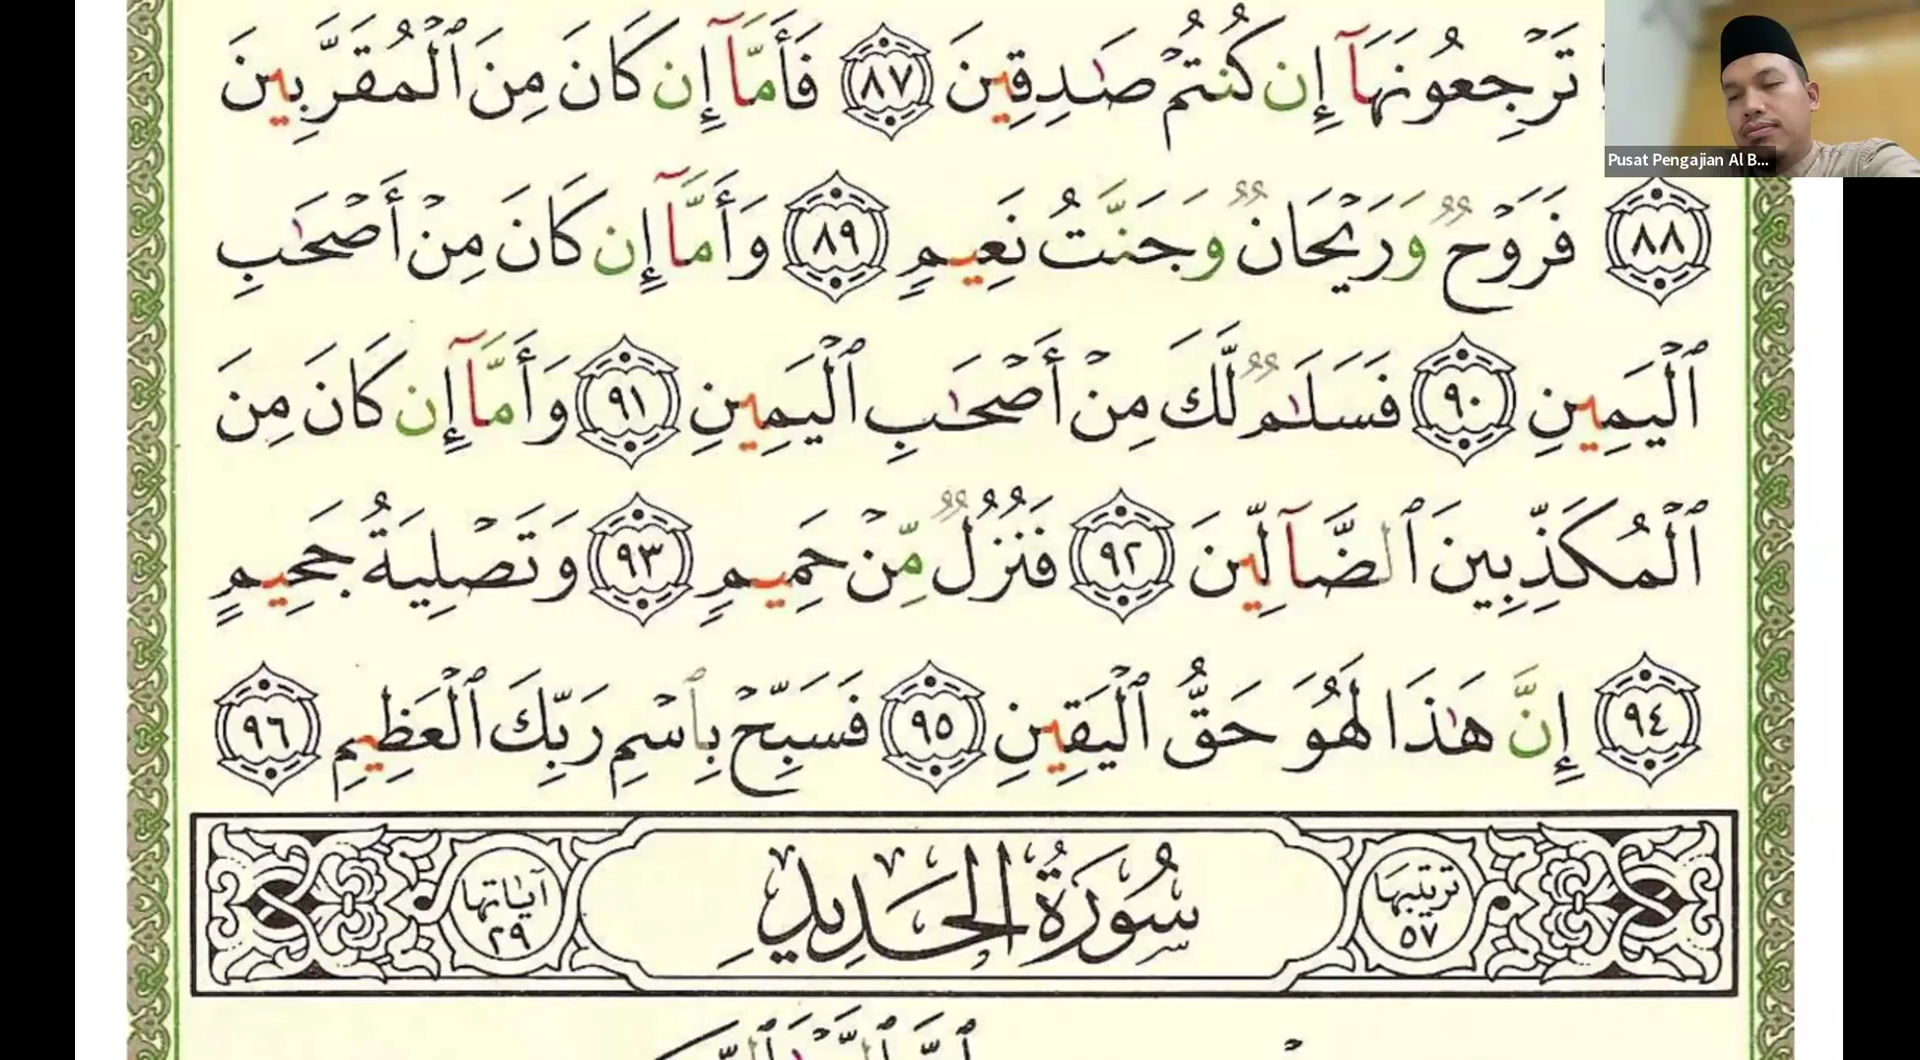 تَرْجِعُونَهَآ إِن كُنتُمْ صَٰدِقِينَ ٨٧ فَأَمَّآ إِن كَانَ مِنَ ٱلْمُقَرَّبِينَ
٨٨ فَرَوْحٌ وَرَيْحَانٌ وَجَنَّتُ نَعِيمٍ ٨٩ وَأَمَّآ إِن كَانَ مِنْ أَصْحَٰبِ
ٱلْيَمِينِ ٩٠ فَسَلَٰمٌ لَّكَ مِنْ أَصْحَٰبِ ٱلْيَمِينِ ٩١ وَأَمَّآ إِن كَانَ مِنَ
ٱلْمُكَذِّبِينَ ٱلضَّآلِّينَ ٩٢ فَنُزُلٌ مِّنْ حَمِيمٍ ٩٣ وَتَصْلِيَةُ جَحِيمٍ
٩٤ إِنَّ هَٰذَا لَهُوَ حَقُّ ٱلْيَقِينِ ٩٥ فَسَبِّحْ بِٱسْمِ رَبِّكَ ٱلْعَظِيمِ ٩٦
ترتيبها ٥٧
سُورَةُ الحَدِيدِ
آياتها ٢٩
Pusat Pengajian Al B...